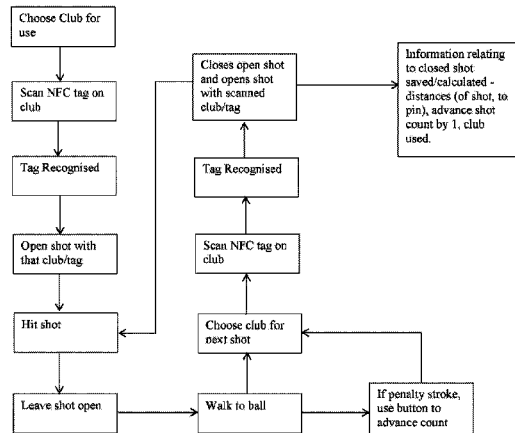 Choose Club for
use
Scan NFC tag on
club
Tag Recognised
Open shot with
that club/tag
Hit shot
Leave shot open
Walk to ball
If penalty stroke,
use button to
advance count
Choose club for
next shot
Scan NFC tag on
club
Tag Recognised
Closes open shot
and opens shot
with scanned
club/tag
Information relating
to closed shot
saved/calculated -
distances (of shot, to
pin), advance shot
count by 1, club
used.